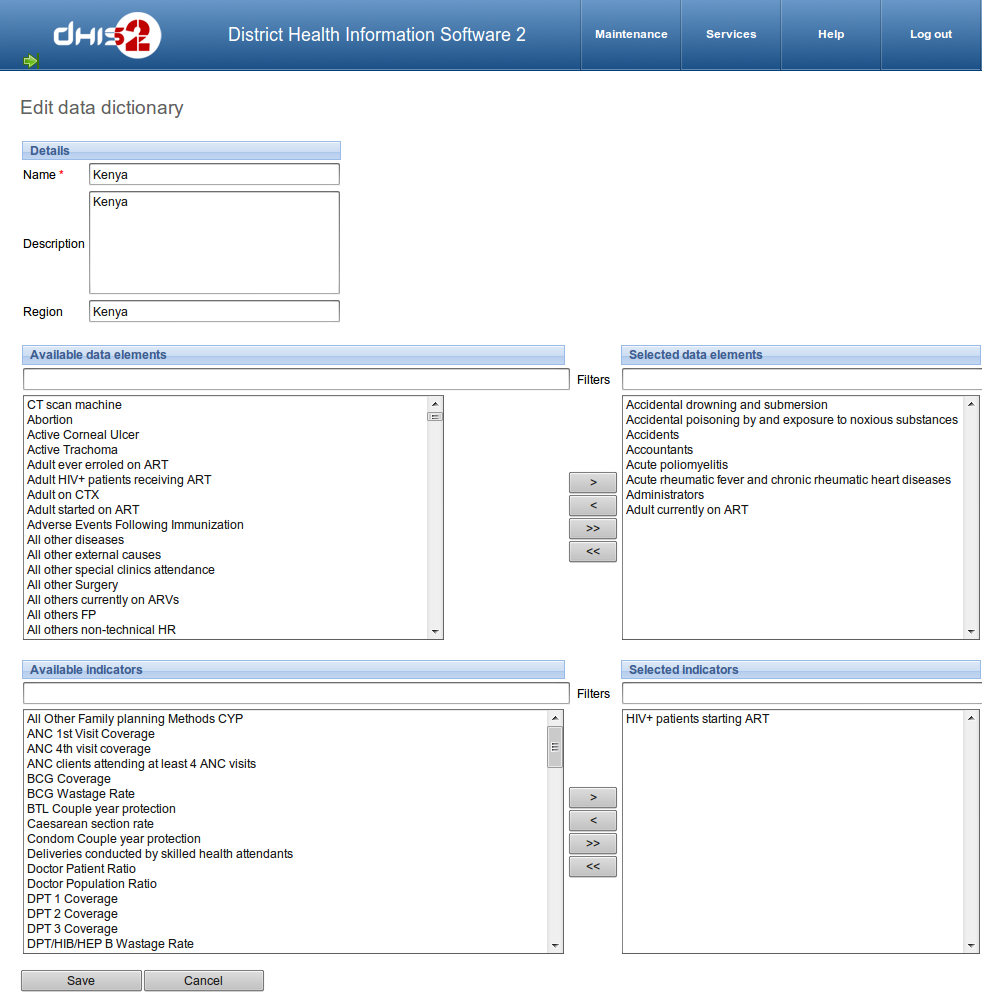 dhis2 District Health Information Software 2 Maintenance Services Help Log out
Edit data dictionary
Details
Name * Kenya
Kenya
Description
Region Kenya
Available data elements Selected data elements
Filters
CT scan machine
Abortion
Active Corneal Ulcer
Active Trachoma
Adult ever erroled on ART
Adult HIV+ patients receiving ART
Adult on CTX
Adult started on ART
Adverse Events Following Immunization
All other diseases
All other external causes
All other special clinics attendance
All other Surgery
All others currently on ARVs
All others FP
All others non-technical HR
>
<
>>
<<
Accidental drowning and submersion
Accidental poisoning by and exposure to noxious substances
Accidents
Accountants
Acute poliomyelitis
Acute rheumatic fever and chronic rheumatic heart diseases
Administrators
Adult currently on ART
Available indicators Selected indicators
Filters
All Other Family planning Methods CYP
ANC 1st Visit Coverage
ANC 4th visit coverage
ANC clients attending at least 4 ANC visits
BCG Coverage
BCG Wastage Rate
BTL Couple year protection
Caesarean section rate
Condom Couple year protection
Deliveries conducted by skilled health attendants
Doctor Patient Ratio
Doctor Population Ratio
DPT 1 Coverage
DPT 2 Coverage
DPT 3 Coverage
DPT/HIB/HEP B Wastage Rate
>
<
>>
<<
HIV+ patients starting ART
Save Cancel